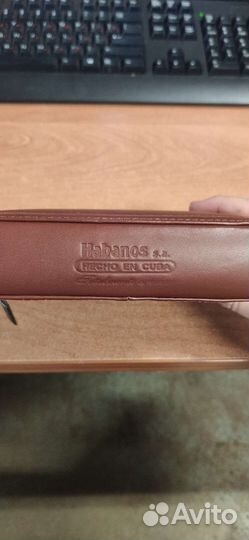 Habanos s.a.
HECHO EN CUBA
Avito